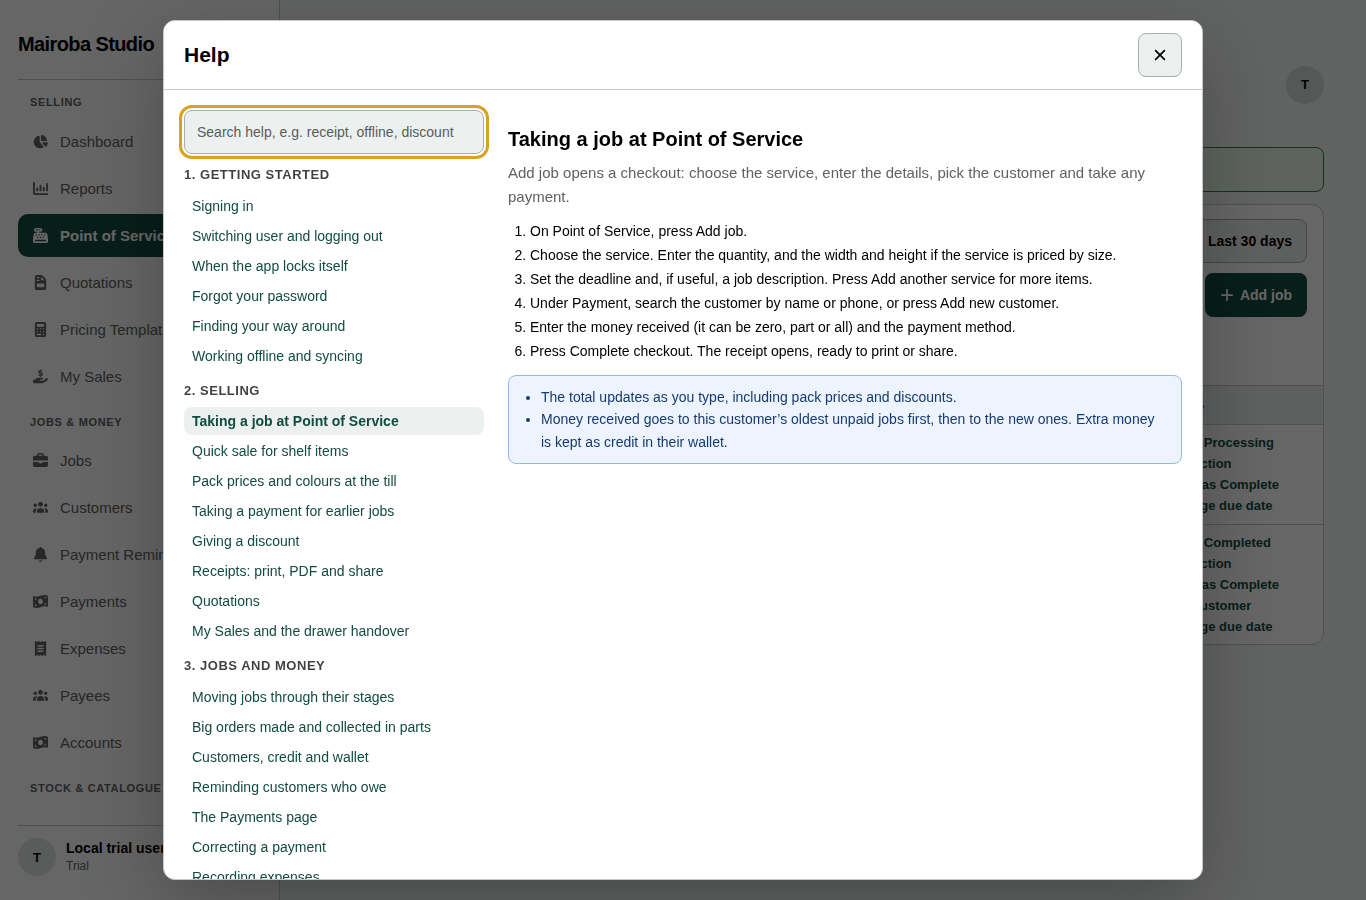 Mairoba Studio
SELLING
Dashboard
Reports
Point of Servic
Quotations
Pricing Templat
My Sales
JOBS & MONEY
Jobs
Customers
Payment Remin
Payments
Expenses
Payees
Accounts
STOCK & CATALOGUE
T
Local trial user
Trial
Help
Search help, e.g. receipt, offline, discount
1. GETTING STARTED
Signing in
Switching user and logging out
When the app locks itself
Forgot your password
Finding your way around
Working offline and syncing
2. SELLING
Taking a job at Point of Service
Quick sale for shelf items
Pack prices and colours at the till
Taking a payment for earlier jobs
Giving a discount
Receipts: print, PDF and share
Quotations
My Sales and the drawer handover
3. JOBS AND MONEY
Moving jobs through their stages
Big orders made and collected in parts
Customers, credit and wallet
Reminding customers who owe
The Payments page
Correcting a payment
Recording expenses
Taking a job at Point of Service
Add job opens a checkout: choose the service, enter the details, pick the customer and take any
payment.
1. On Point of Service, press Add job.
2. Choose the service. Enter the quantity, and the width and height if the service is priced by size.
3. Set the deadline and, if useful, a job description. Press Add another service for more items.
4. Under Payment, search the customer by name or phone, or press Add new customer.
5. Enter the money received (it can be zero, part or all) and the payment method.
6. Press Complete checkout. The receipt opens, ready to print or share.
• The total updates as you type, including pack prices and discounts.
• Money received goes to this customer’s oldest unpaid jobs first, then to the new ones. Extra money
is kept as credit in their wallet.
T
Last 30 days
Add job
Processing
ction
as Complete
ge due date
Completed
ction
as Complete
ustomer
ge due date